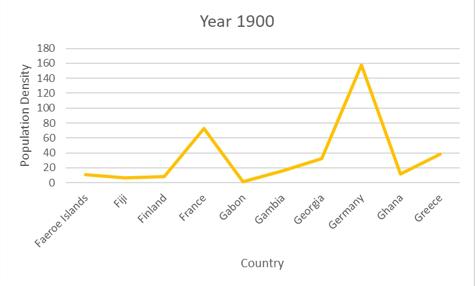 Year 1900
Population Density
180
160
140
120
100
80
60
40
20
0
Faeroe Islands
Fiji
Finland
France
Gabon
Gambia
Georgia
Germany
Ghana
Greece
Country